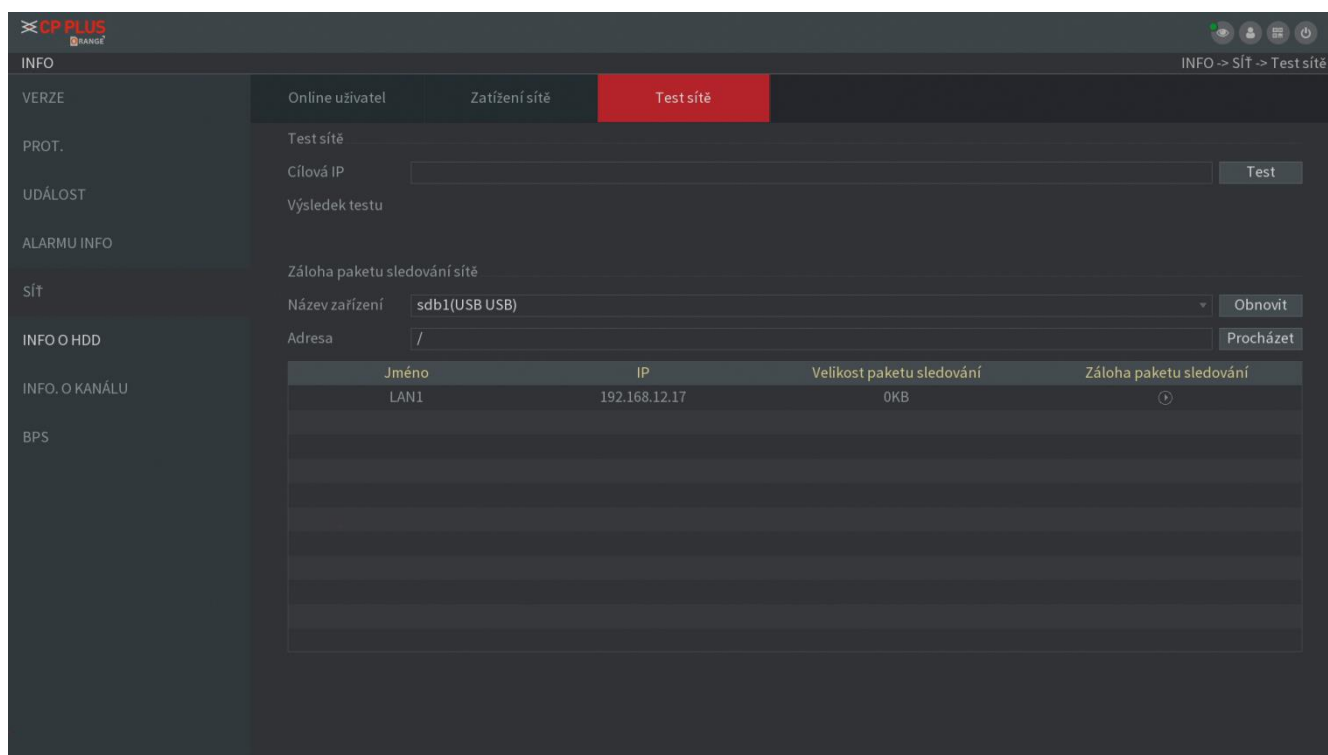 CP PLUS
ORANGE
INFO
INFO -> SÍŤ -> Test sítě
VERZE
PROT.
UDÁLOST
ALARMU INFO
SÍŤ
INFO O HDD
INFO. O KANÁLU
BPS
Online uživatel Zatížení sítě Test sítě
Test sítě
Cílová IP Test
Výsledek testu
Záloha paketu sledování sítě
Název zařízení sdb1(USB USB) Obnovit
Adresa / Procházet
Jméno IP Velikost paketu sledování Záloha paketu sledování
LAN1 192.168.12.17 0KB